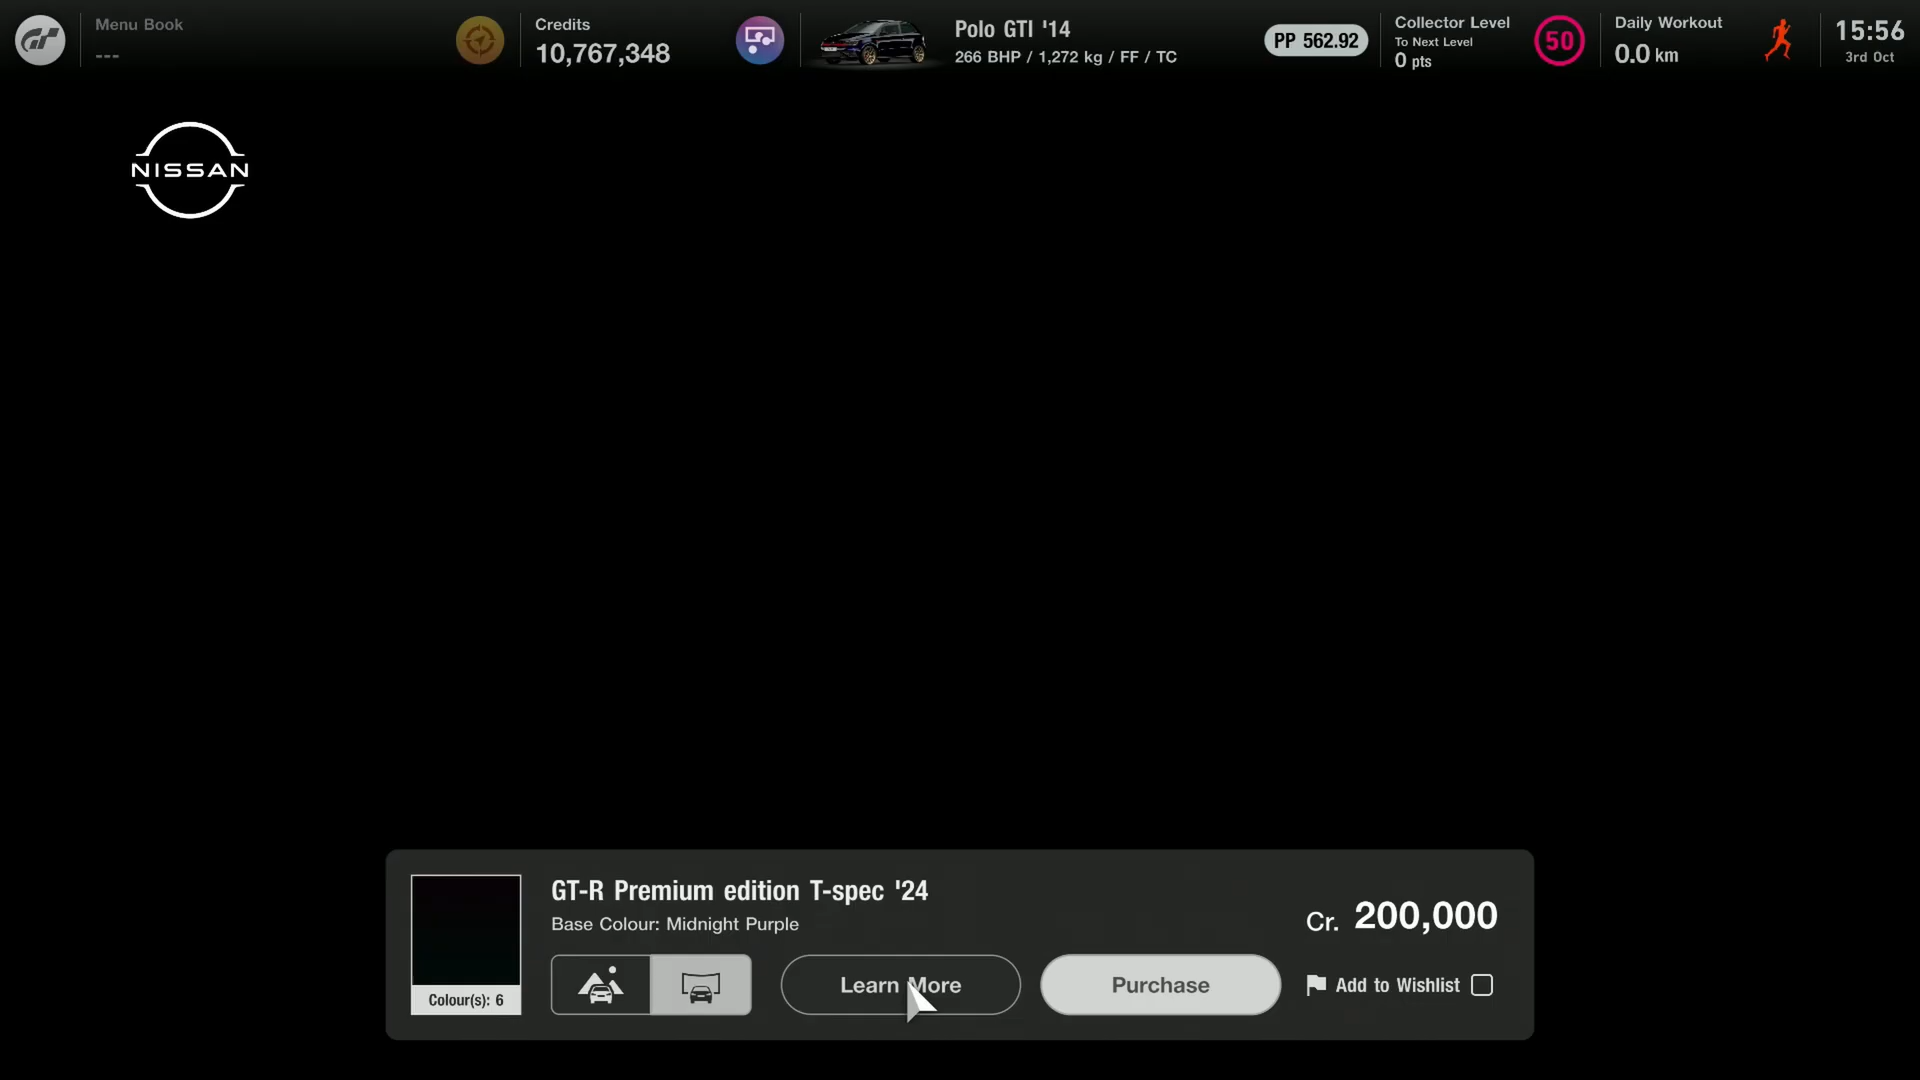 Menu Book
---
Credits
10,767,348
Polo GTI '14
266 BHP / 1,272 kg / FF / TC
PP 562.92
Collector Level
To Next Level
0 pts
50
Daily Workout
0.0 km
15:56
3rd Oct
NISSAN
GT-R Premium edition T-spec '24
Base Colour: Midnight Purple
Cr. 200,000
Colour(s): 6
Learn More
Purchase
Add to Wishlist